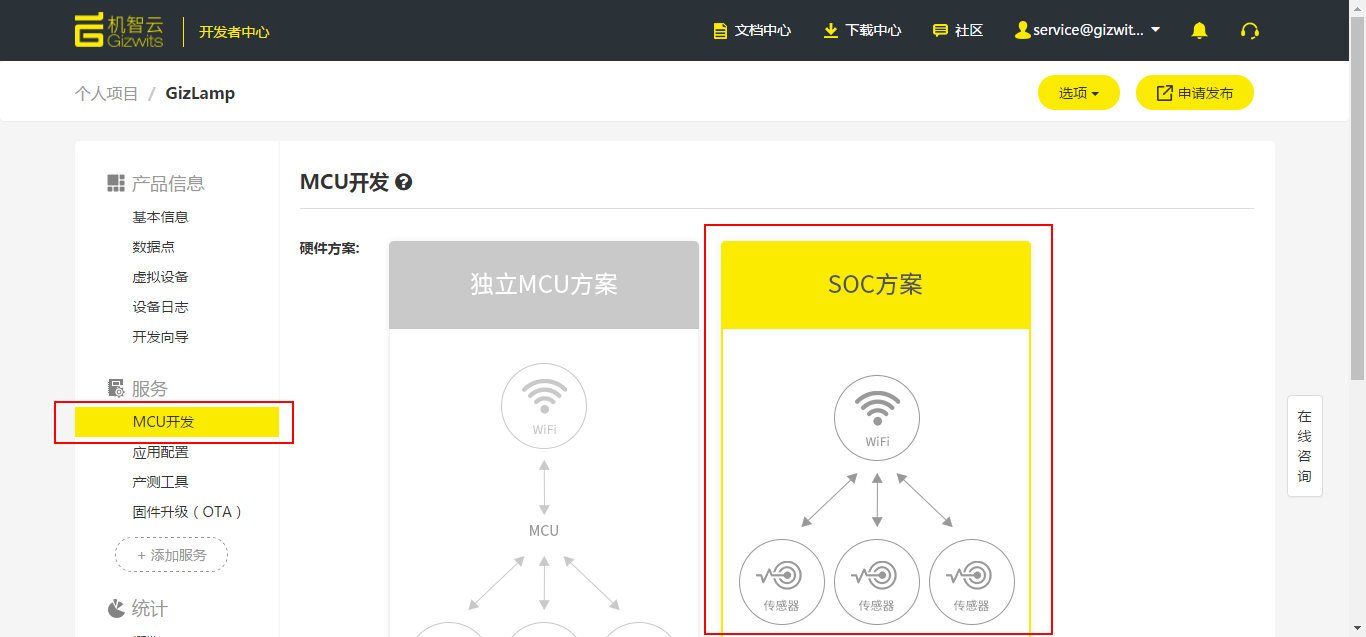 机智云
Gizwits
开发者中心
文档中心
下载中心
社区
service@gizwit...
个人项目 / GizLamp
选项
申请发布
产品信息
基本信息
数据点
虚拟设备
设备日志
开发向导
服务
MCU开发
应用配置
产测工具
固件升级（OTA）
+ 添加服务
统计
MCU开发
硬件方案:
独立MCU方案
WiFi
MCU
SOC方案
WiFi
传感器
传感器
传感器
在
线
咨
询